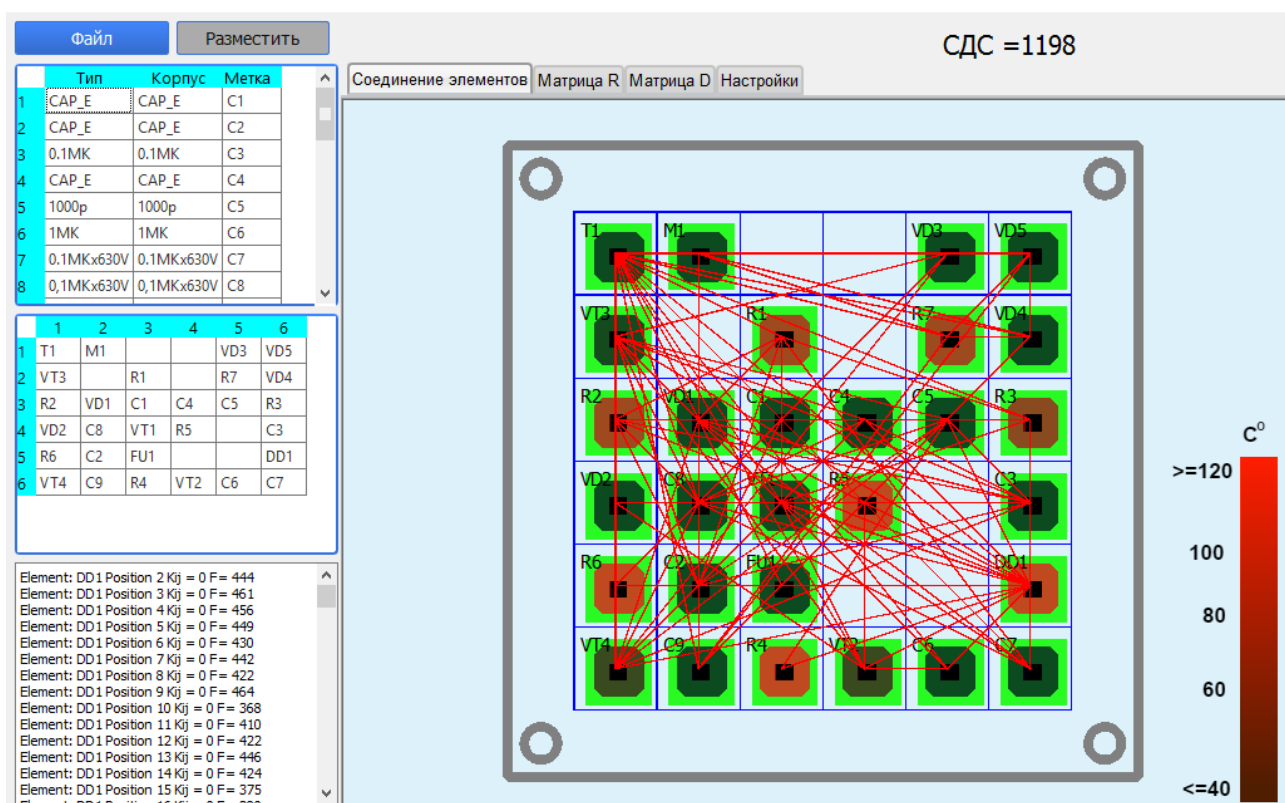 Файл Разместить
СДС =1198
Тип Корпус Метка
1 CAP_E CAP_E C1
2 CAP_E CAP_E C2
3 0.1MK 0.1MK C3
4 CAP_E CAP_E C4
5 1000p 1000p C5
6 1MK 1MK C6
7 0.1MKx630V 0.1MKx630V C7
8 0,1MKx630V 0,1MKx630V C8
1 2 3 4 5 6
1 T1 M1 VD3 VD5
2 VT3 R1 R7 VD4
3 R2 VD1 C1 C4 C5 R3
4 VD2 C8 VT1 R5 C3
5 R6 C2 FU1 DD1
6 VT4 C9 R4 VT2 C6 C7
Element: DD1 Position 2 Kij = 0 F= 444
Element: DD1 Position 3 Kij = 0 F= 461
Element: DD1 Position 4 Kij = 0 F= 456
Element: DD1 Position 5 Kij = 0 F= 449
Element: DD1 Position 6 Kij = 0 F= 430
Element: DD1 Position 7 Kij = 0 F= 442
Element: DD1 Position 8 Kij = 0 F= 422
Element: DD1 Position 9 Kij = 0 F= 464
Element: DD1 Position 10 Kij = 0 F= 368
Element: DD1 Position 11 Kij = 0 F= 410
Element: DD1 Position 12 Kij = 0 F= 422
Element: DD1 Position 13 Kij = 0 F= 446
Element: DD1 Position 14 Kij = 0 F= 424
Element: DD1 Position 15 Kij = 0 F= 375
Соединение элементов Матрица R Матрица D Настройки
T1 M1 VD3 VD5
VT3 R1 R7 VD4
R2 VD1 C1 C4 C5 R3
VD2 C8 R5 C3
R6 C2 FU1 DD1
VT4 C9 R4 VT2 C6 C7
C°
>=120
100
80
60
<=40